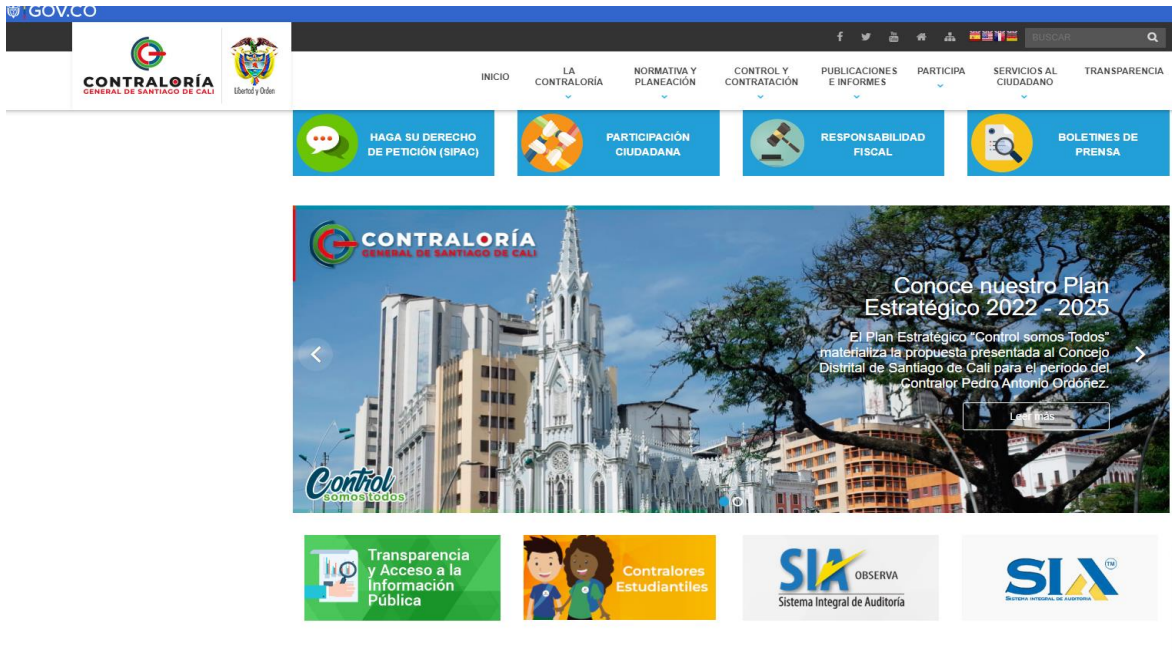 GOV.CO
BUSCAR
CONTRALORÍA
GENERAL DE SANTIAGO DE CALI
Libertad y Orden
INICIO
LA
CONTRALORÍA
NORMATIVA Y
PLANEACIÓN
CONTROL Y
CONTRATACIÓN
PUBLICACIONES
E INFORMES
PARTICIPA
SERVICIOS AL
CIUDADANO
TRANSPARENCIA
HAGA SU DERECHO
DE PETICIÓN (SIPAC)
PARTICIPACIÓN
CIUDADANA
RESPONSABILIDAD
FISCAL
BOLETINES DE
PRENSA
CONTRALORÍA
GENERAL DE SANTIAGO DE CALI
Conoce nuestro Plan
Estratégico 2022 - 2025
El Plan Estratégico "Control somos Todos"
materializa la propuesta presentada al Concejo
Distrital de Santiago de Cali para el período del
Contralor Pedro Antonio Ordóñez.
Leer más
Control
somos todos
Transparencia
y Acceso a la
Información
Pública
Contralores
Estudiantiles
SIA OBSERVA
Sistema Integral de Auditoría
SIA TM
SISTEMA INTEGRAL DE AUDITORIA